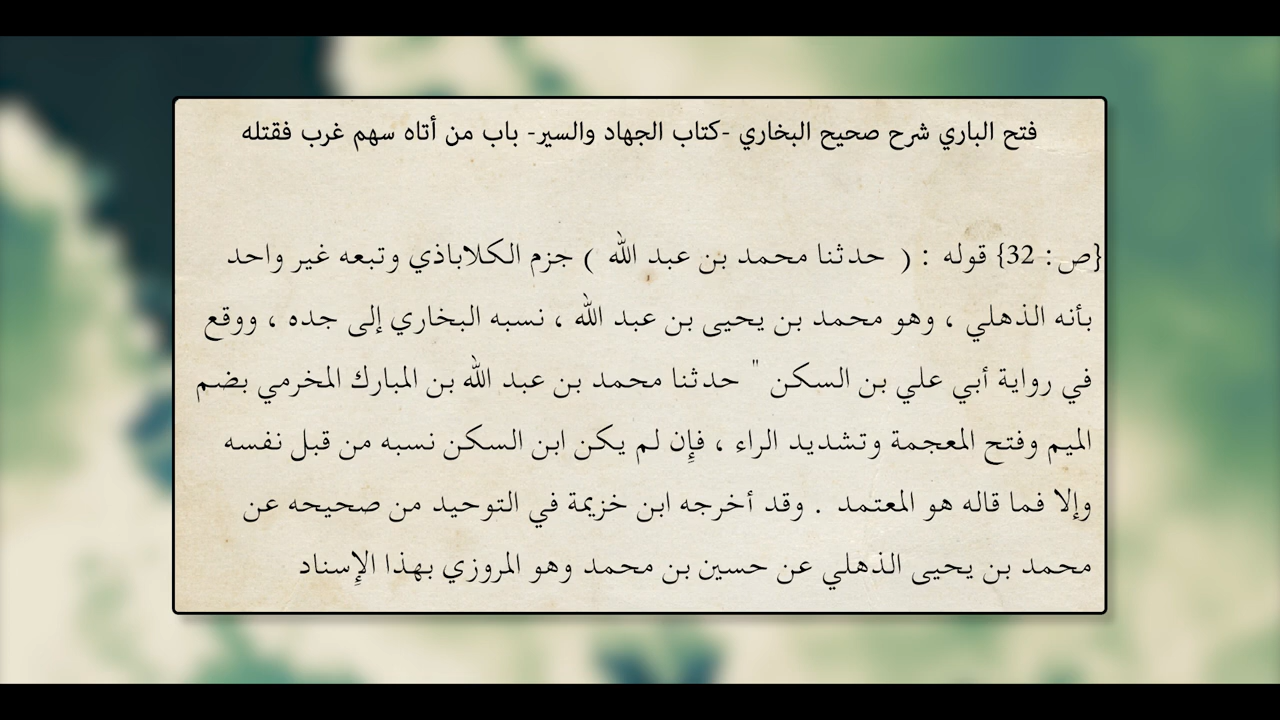 فتح الباري شرح صحيح البخاري -كتاب الجهاد والسير- باب من أتاه سهم غرب فقتله
{ص: 32} قوله : ( حدثنا محمد بن عبد الله ) جزم الكلاباذي وتبعه غير واحد
بأنه الذهلي ، وهو محمد بن يحيى بن عبد الله ، نسبه البخاري إلى جده ، ووقع
في رواية أبي علي بن السكن " حدثنا محمد بن عبد الله بن المبارك المخرمي بضم
الميم وفتح المعجمة وتشديد الراء ، فإن لم يكن ابن السكن نسبه من قبل نفسه
وإلا فما قاله هو المعتمد . وقد أخرجه ابن خزيمة في التوحيد من صحيحه عن
محمد بن يحيى الذهلي عن حسين بن محمد وهو المروزي بهذا الإسناد